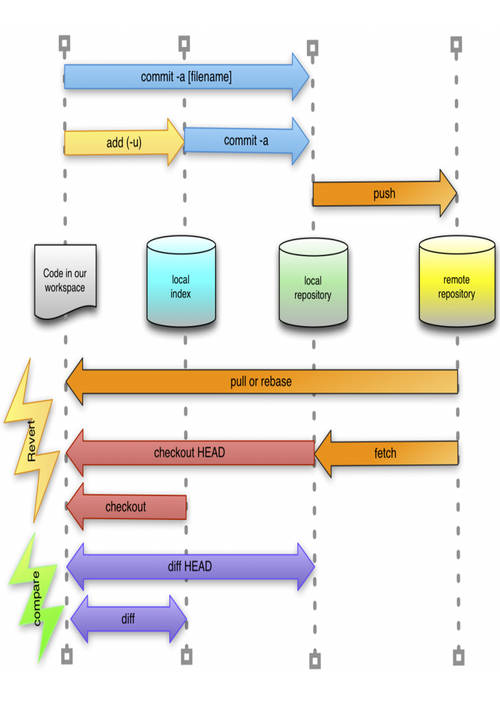 commit -a [filename]
add (-u)
commit -a
push
Code in our
workspace
local
index
local
repository
remote
repository
pull or rebase
Revert
checkout HEAD
fetch
checkout
compare
diff HEAD
diff